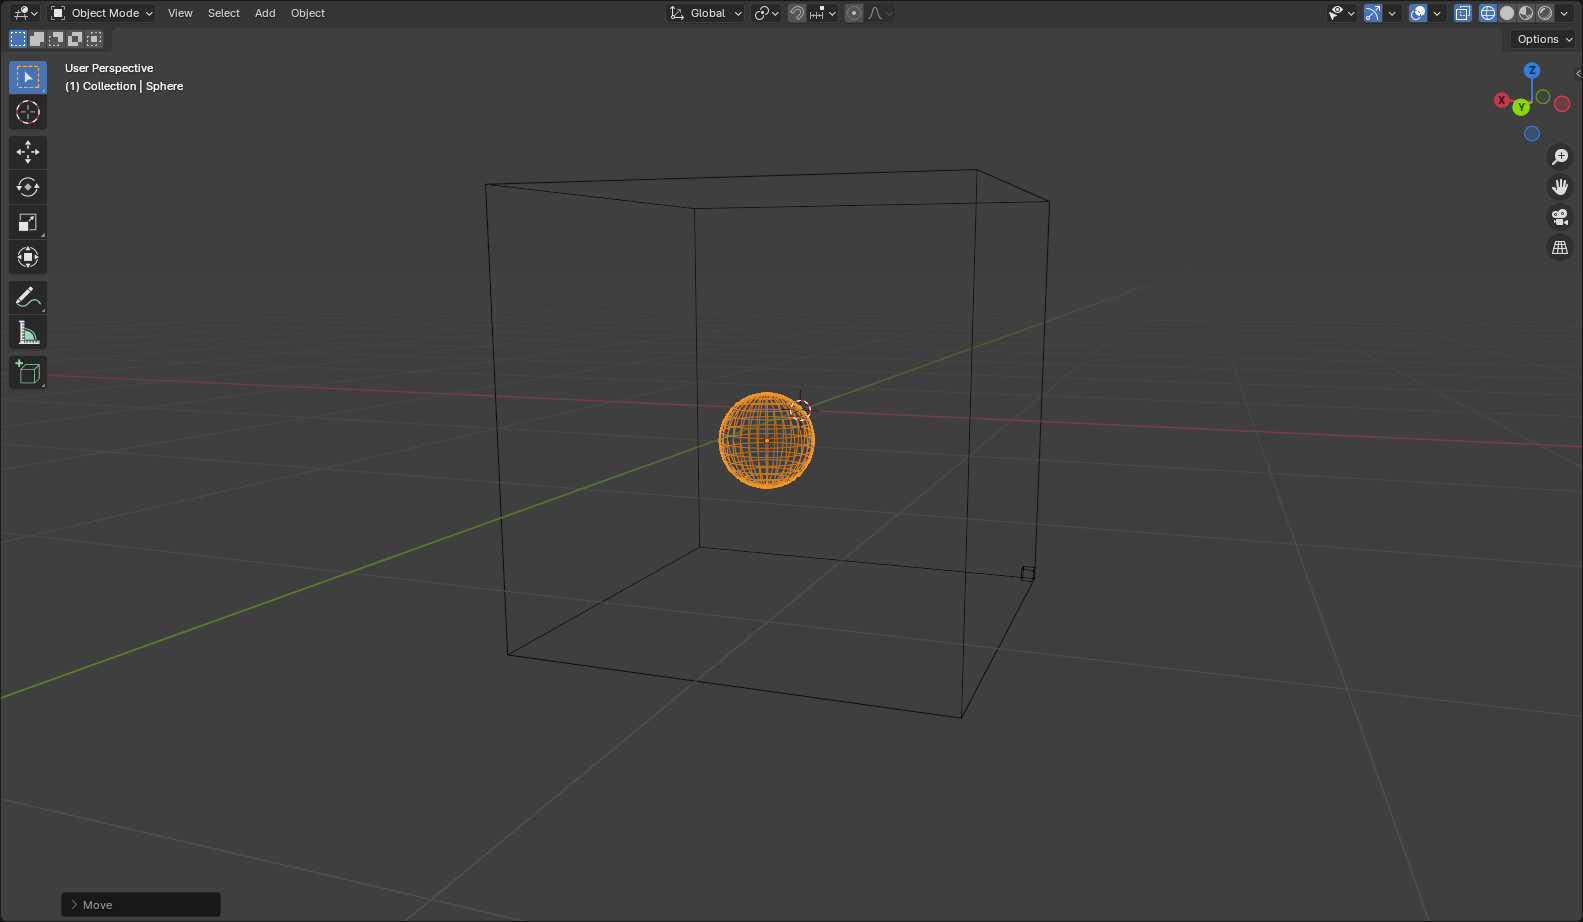 Object Mode View Select Add Object Global
Options
User Perspective
(1) Collection | Sphere
Z
X
Y
Move